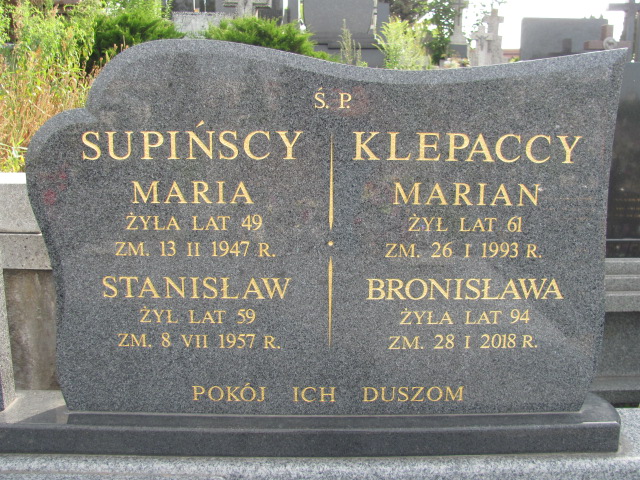 Ś. P.
SUPIŃSCY
MARIA
ŻYŁA LAT 49
ZM. 13 II 1947 R.
STANISŁAW
ŻYŁ LAT 59
ZM. 8 VII 1957 R.
KLEPACCY
MARIAN
ŻYŁ LAT 61
ZM. 26 I 1993 R.
BRONISŁAWA
ŻYŁA LAT 94
ZM. 28 I 2018 R.
POKÓJ ICH DUSZOM